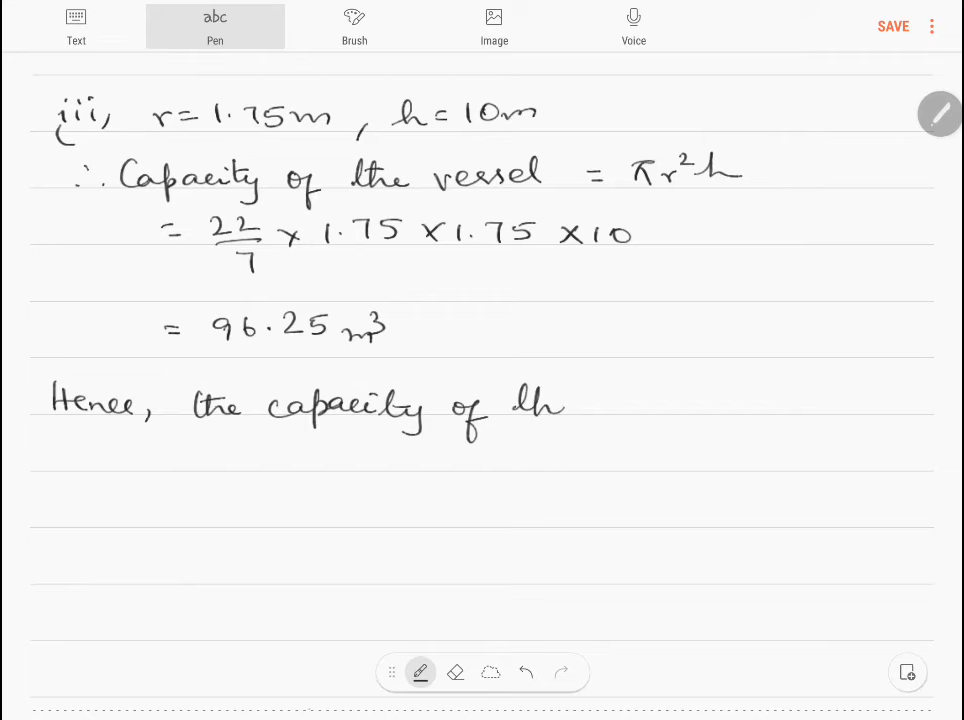 Text
abc
Pen
Brush
Image
Voice
SAVE
(iii, r = 1.75m, h = 10m
∴ Capacity of the vessel = πr²h
= 22/7 × 1.75 × 1.75 × 10
= 96.25 m³
Hence, the capacity of th